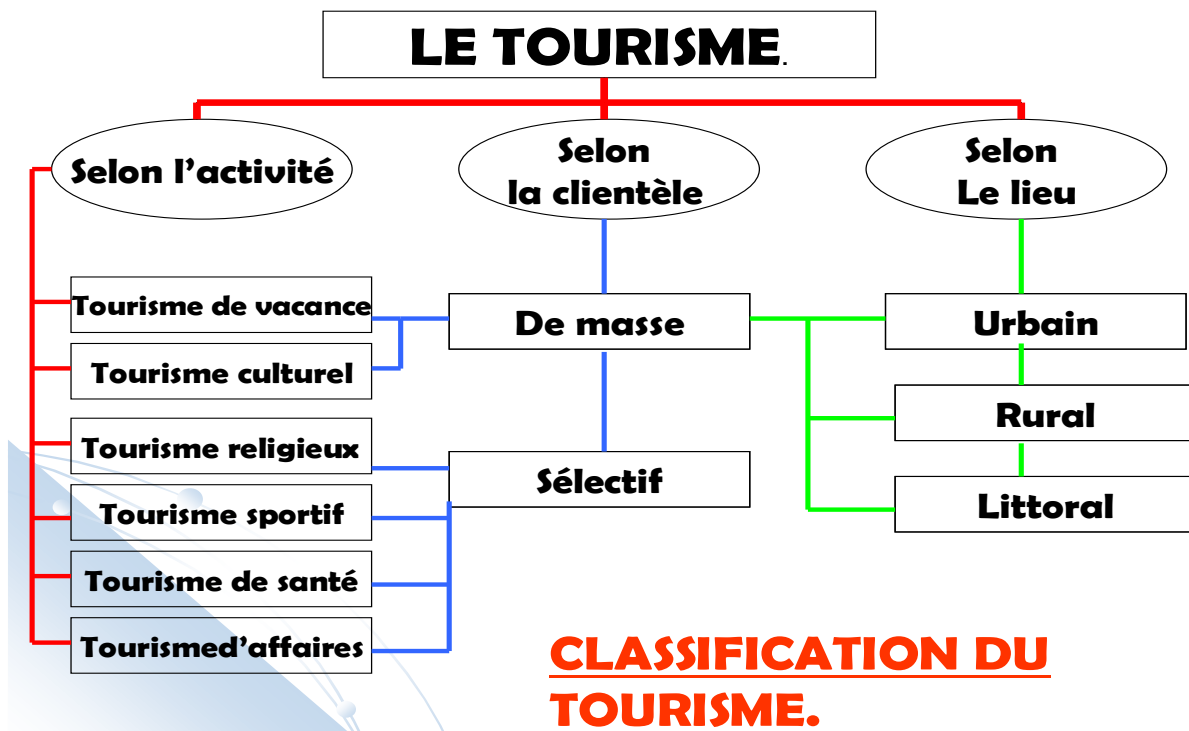 LE TOURISME.
Selon l’activité
Selon
la clientèle
Selon
Le lieu
Tourisme de vacance
Tourisme culturel
Tourisme religieux
Tourisme sportif
Tourisme de santé
Tourismed’affaires
De masse
Sélectif
Urbain
Rural
Littoral
CLASSIFICATION DU
TOURISME.